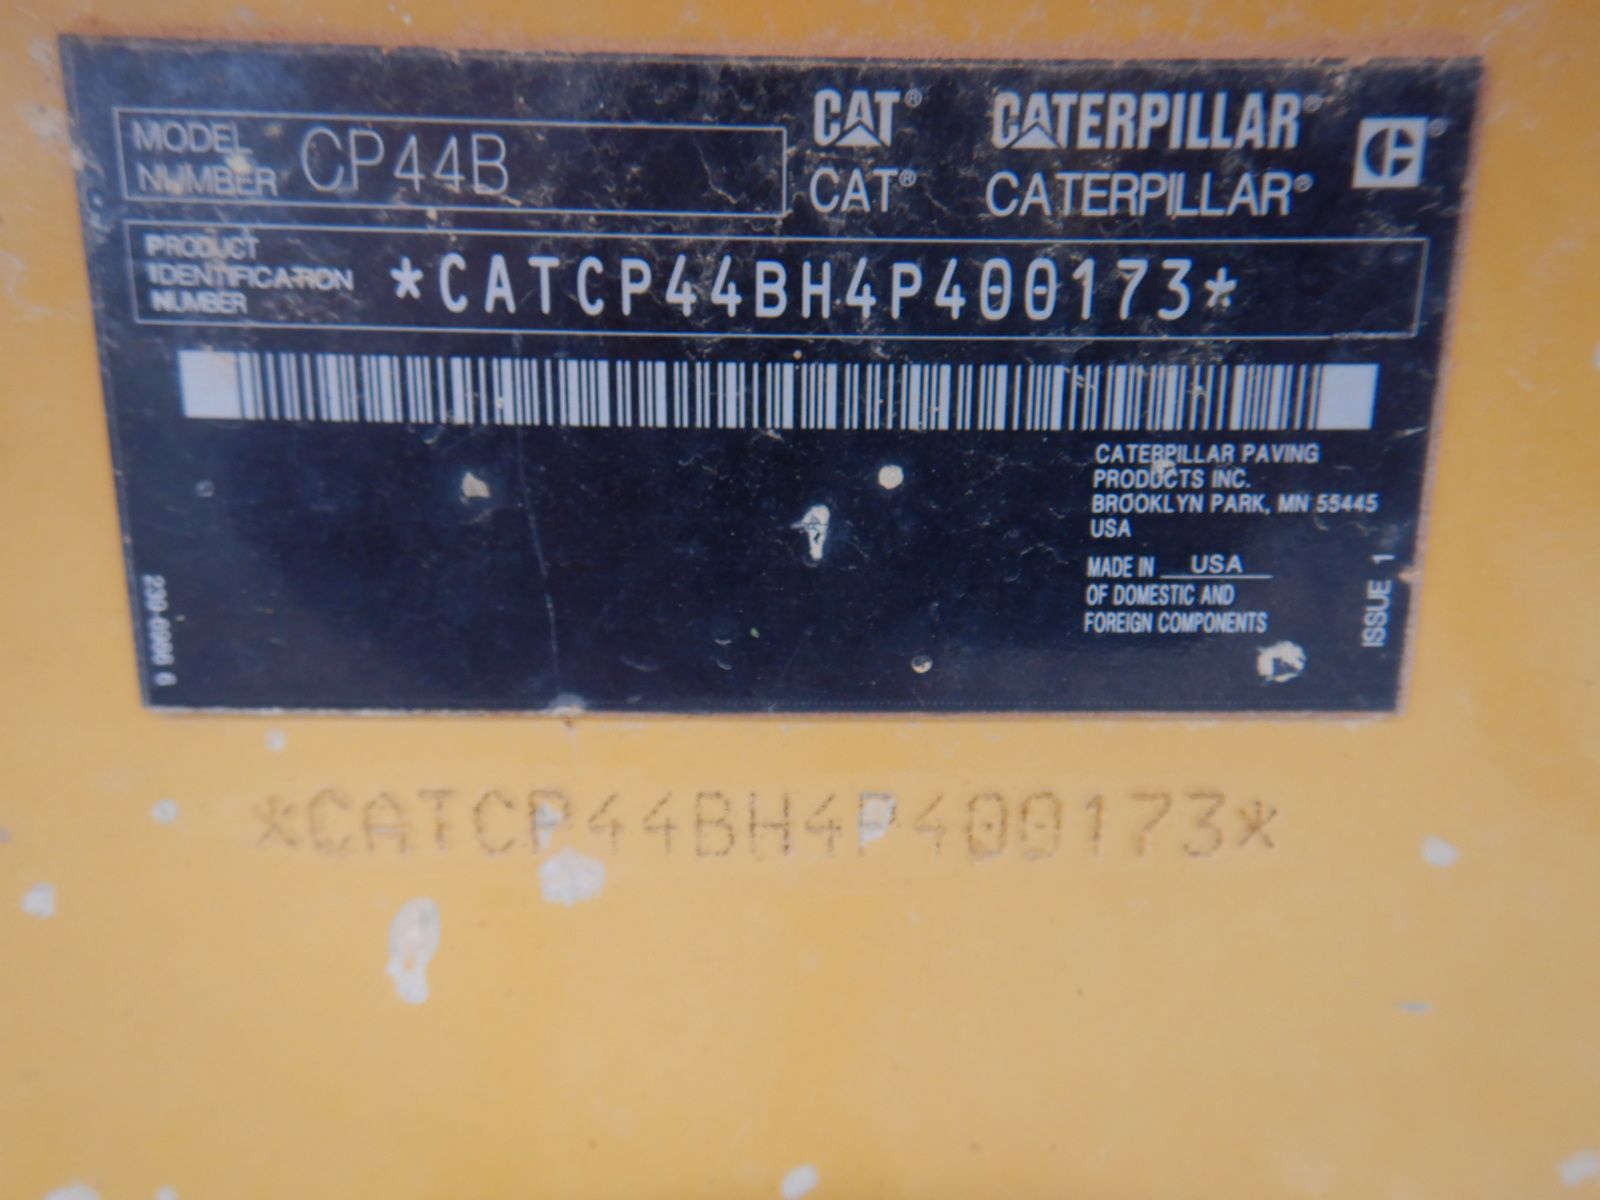 MODEL
NUMBER
CP44B
CAT® CATERPILLAR®
CAT® CATERPILLAR®
PRODUCT
IDENTIFICATION
NUMBER
*CATCP44BH4P400173*
CATERPILLAR PAVING
PRODUCTS INC.
BROOKLYN PARK, MN 55445
USA
MADE IN USA
OF DOMESTIC AND
FOREIGN COMPONENTS
ISSUE 1
*CATCP44BH4P400173*